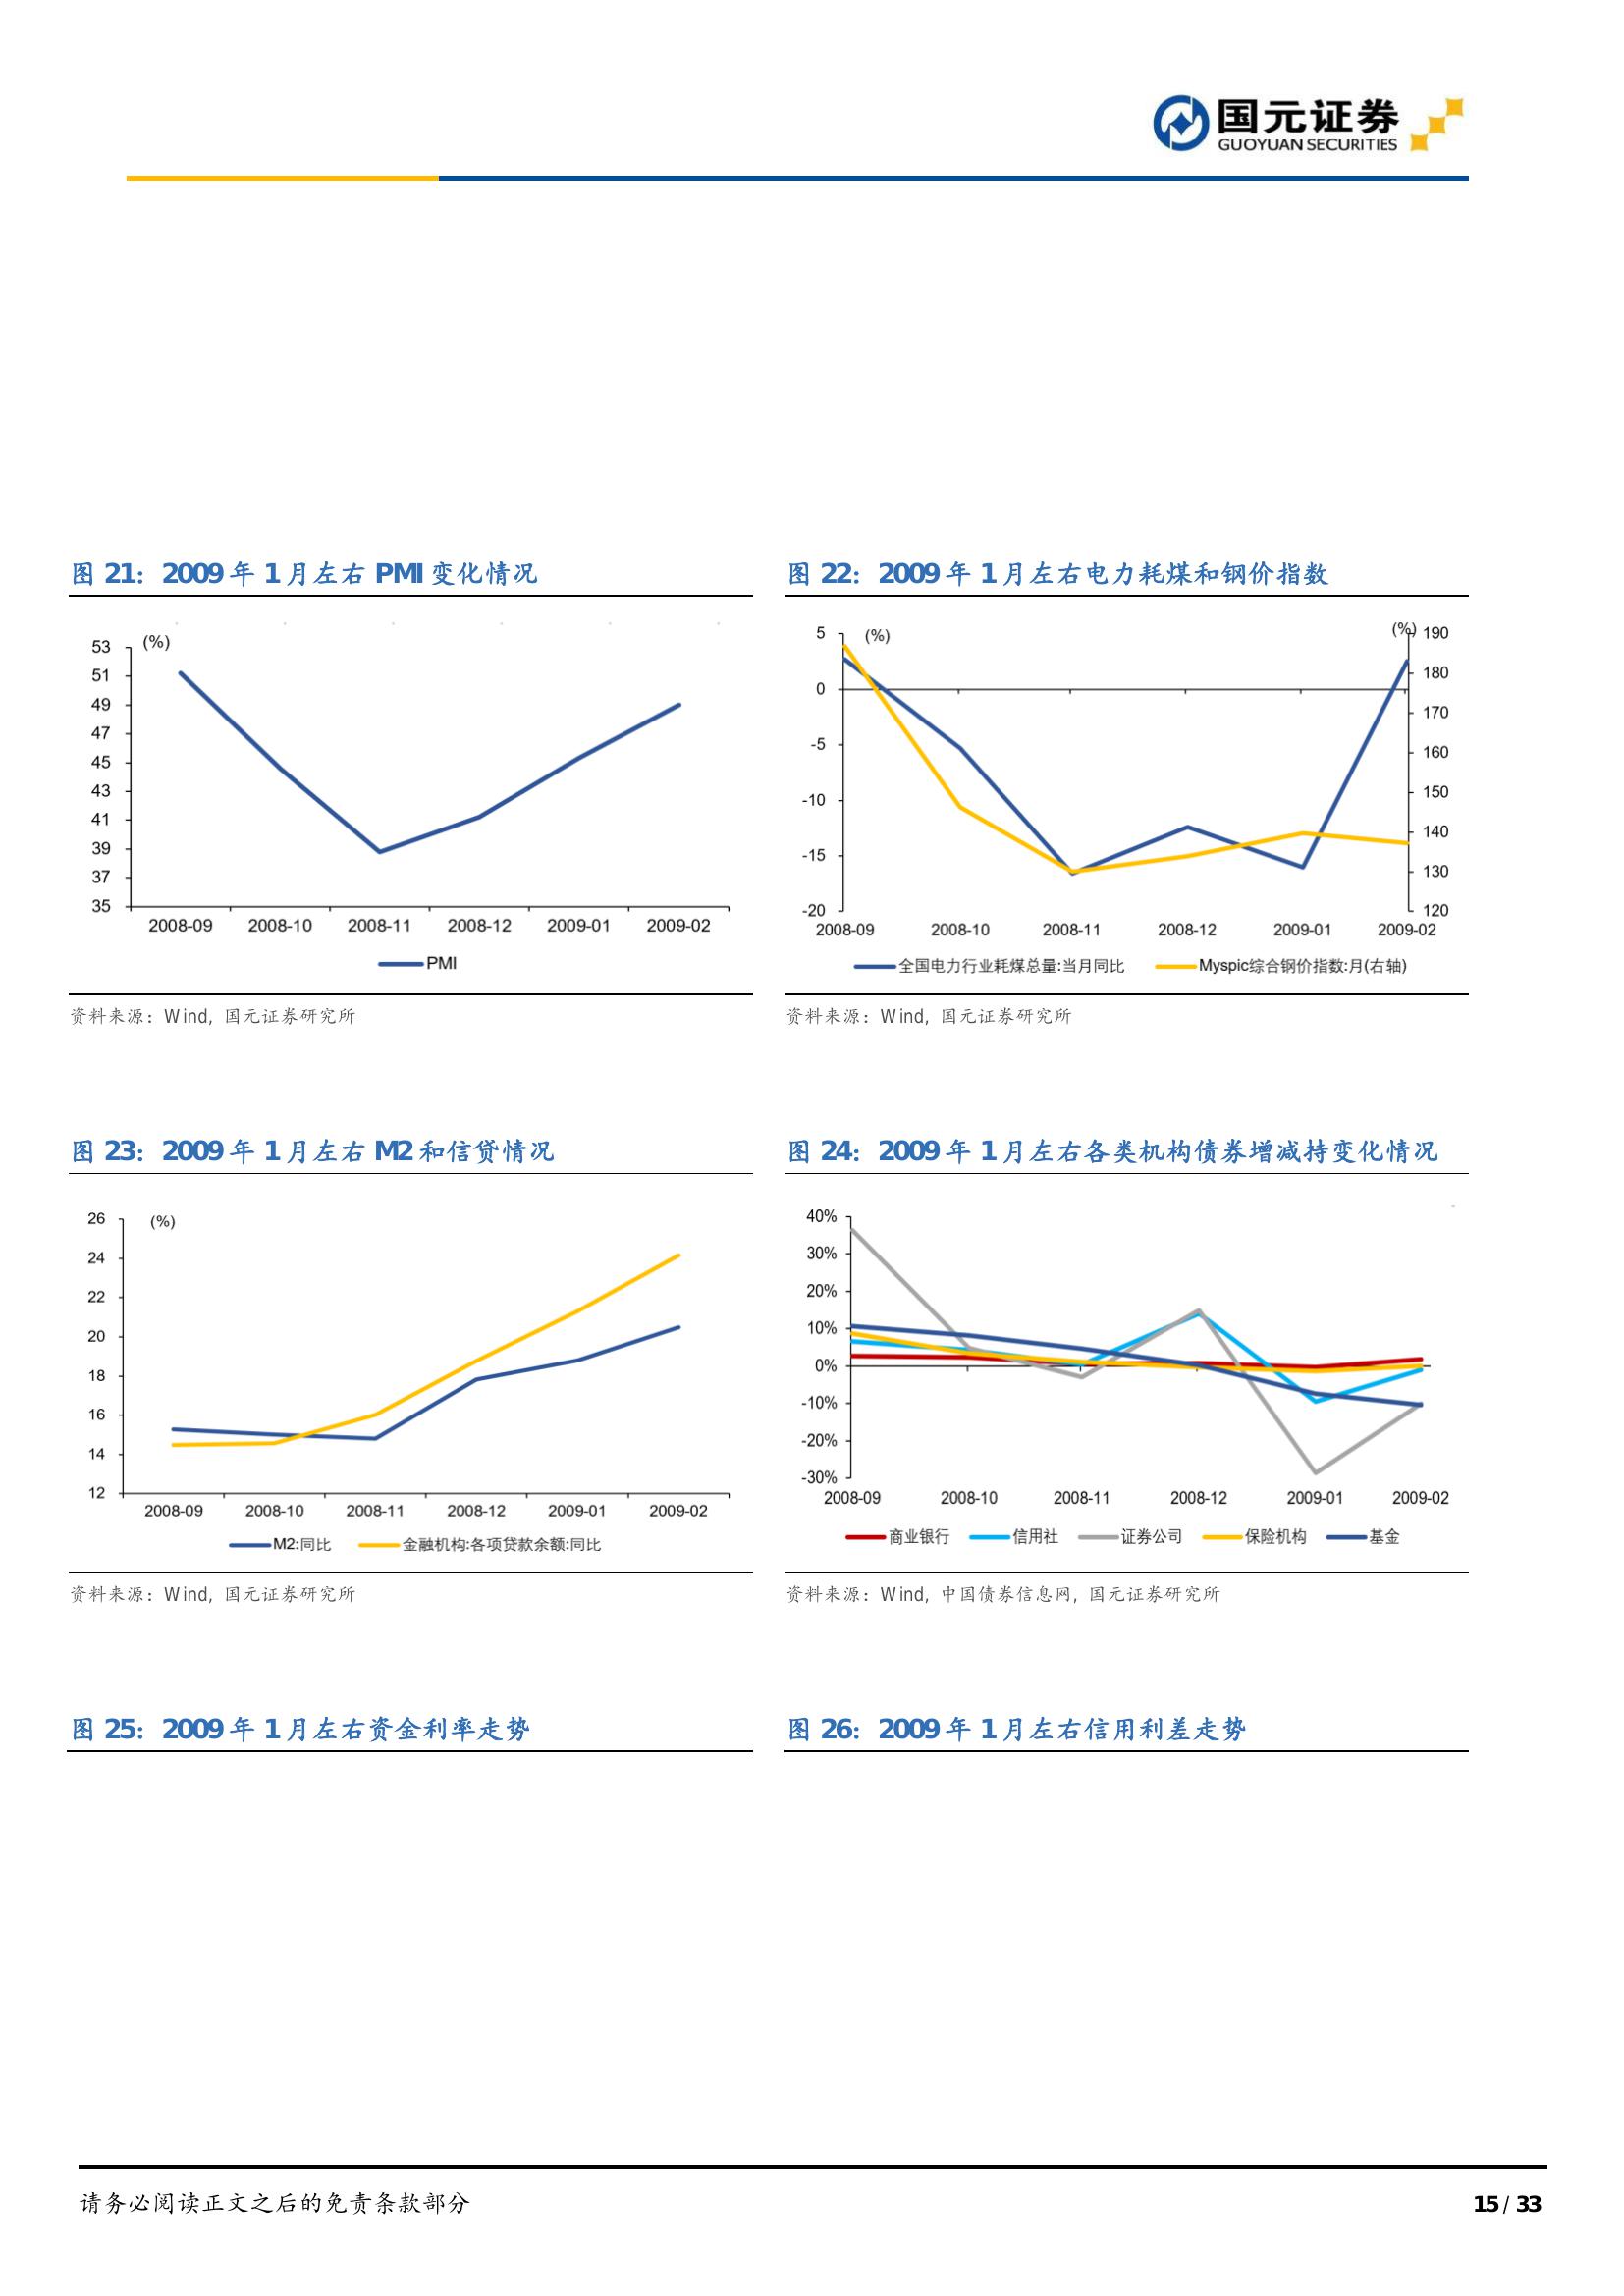 国元证券
GUOYUAN SECURITIES
图 21：2009 年 1 月左右 PMI 变化情况
(%)
53
51
49
47
45
43
41
39
37
35
2008-09 2008-10 2008-11 2008-12 2009-01 2009-02
PMI
资料来源：Wind，国元证券研究所
图 22：2009 年 1 月左右电力耗煤和钢价指数
(%)
(%)
5
0
-5
-10
-15
-20
190
180
170
160
150
140
130
120
2008-09 2008-10 2008-11 2008-12 2009-01 2009-02
全国电力行业耗煤总量:当月同比 Myspic综合钢价指数:月(右轴)
资料来源：Wind，国元证券研究所
图 23：2009 年 1 月左右 M2 和信贷情况
(%)
26
24
22
20
18
16
14
12
2008-09 2008-10 2008-11 2008-12 2009-01 2009-02
M2:同比 金融机构:各项贷款余额:同比
资料来源：Wind，国元证券研究所
图 24：2009 年 1 月左右各类机构债券增减持变化情况
40%
30%
20%
10%
0%
-10%
-20%
-30%
2008-09 2008-10 2008-11 2008-12 2009-01 2009-02
商业银行 信用社 证券公司 保险机构 基金
资料来源：Wind，中国债券信息网，国元证券研究所
图 25：2009 年 1 月左右资金利率走势
图 26：2009 年 1 月左右信用利差走势
请务必阅读正文之后的免责条款部分
15 / 33